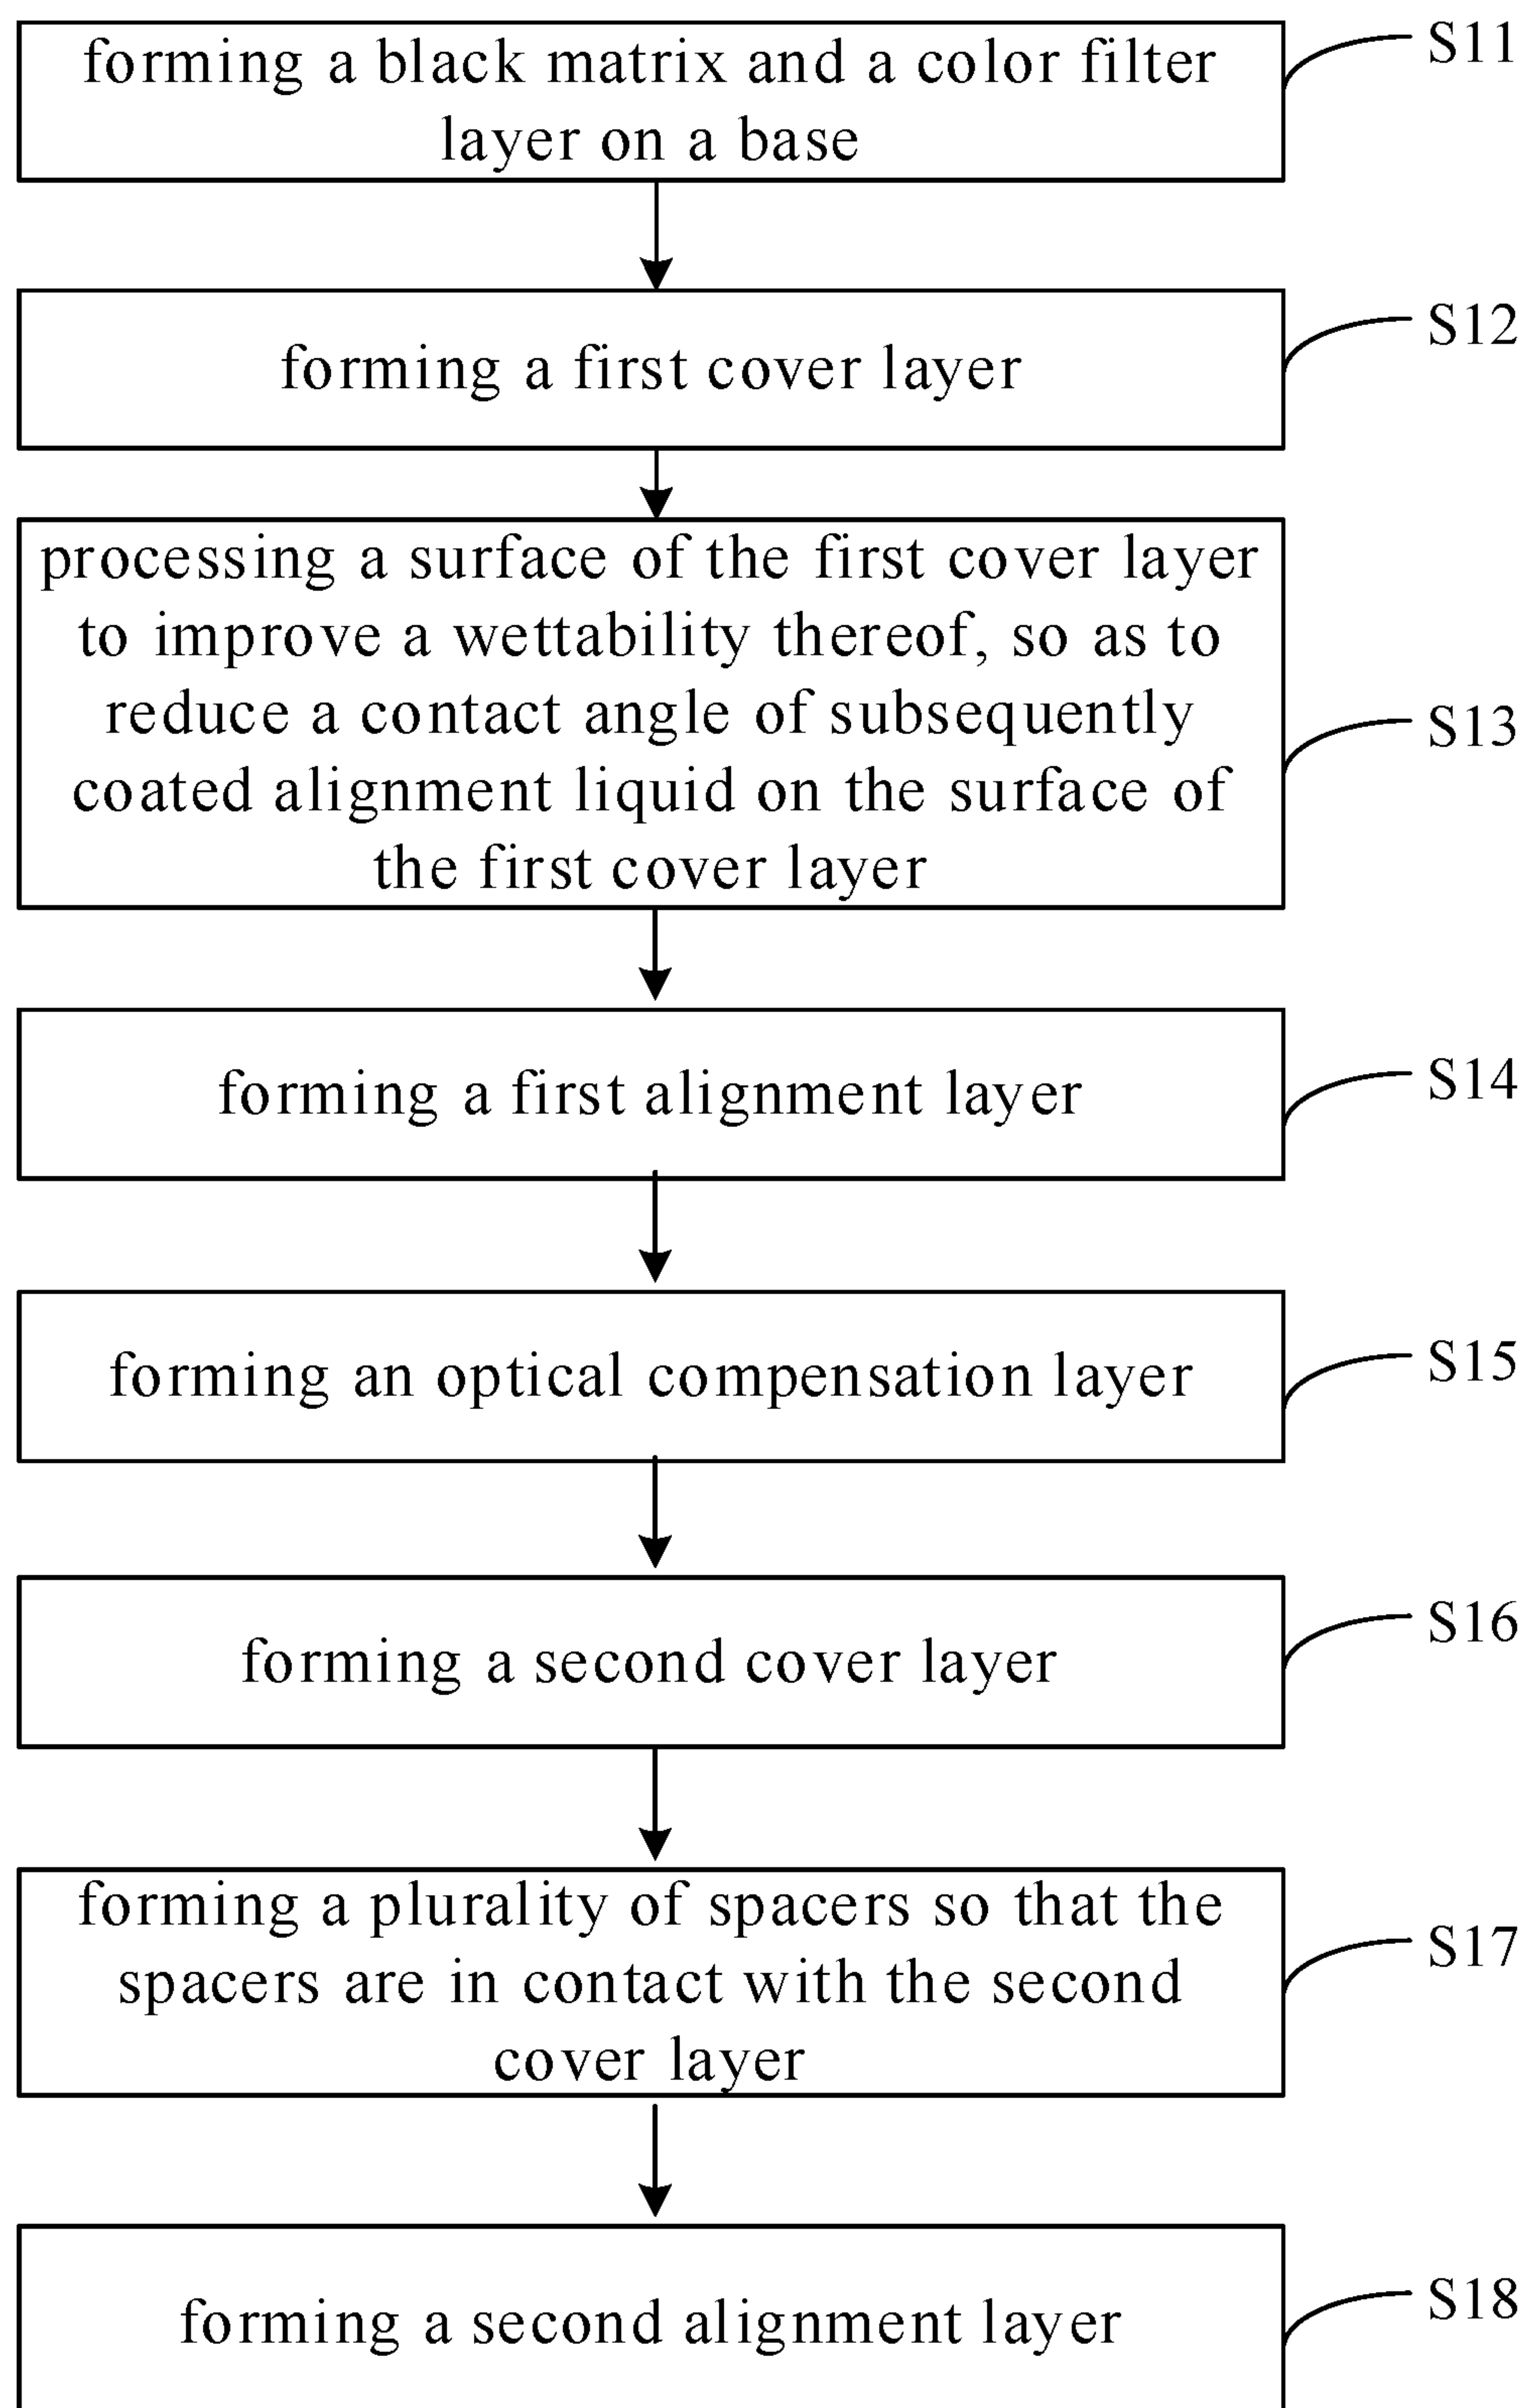 forming a black matrix and a color filter
layer on a base
S11
forming a first cover layer
S12
processing a surface of the first cover layer
to improve a wettability thereof, so as to
reduce a contact angle of subsequently
coated alignment liquid on the surface of
the first cover layer
S13
forming a first alignment layer
S14
forming an optical compensation layer
S15
forming a second cover layer
S16
forming a plurality of spacers so that the
spacers are in contact with the second
cover layer
S17
forming a second alignment layer
S18